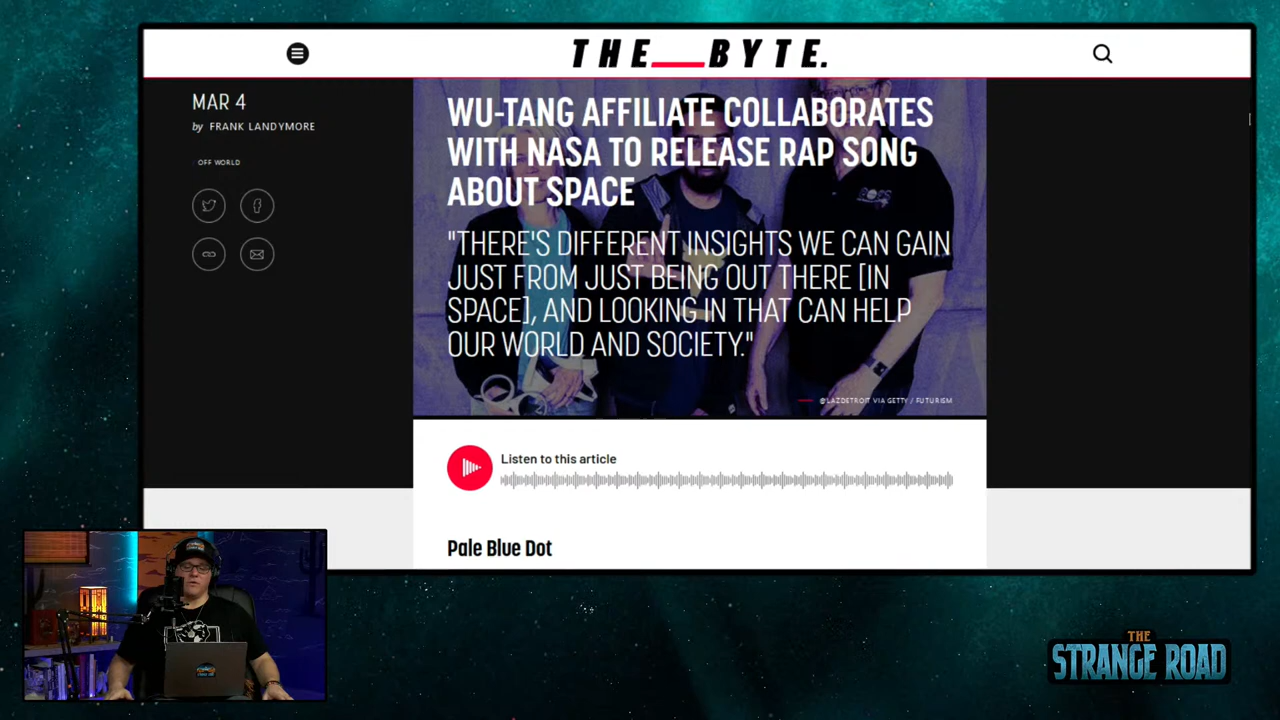 THE__BYTE.
MAR 4
by FRANK LANDYMORE
OFF WORLD
WU-TANG AFFILIATE COLLABORATES
WITH NASA TO RELEASE RAP SONG
ABOUT SPACE
"THERE'S DIFFERENT INSIGHTS WE CAN GAIN
JUST FROM JUST BEING OUT THERE [IN
SPACE], AND LOOKING IN THAT CAN HELP
OUR WORLD AND SOCIETY."
@LAZDETROIT VIA GETTY / FUTURISM
Listen to this article
Pale Blue Dot
THE
STRANGE ROAD